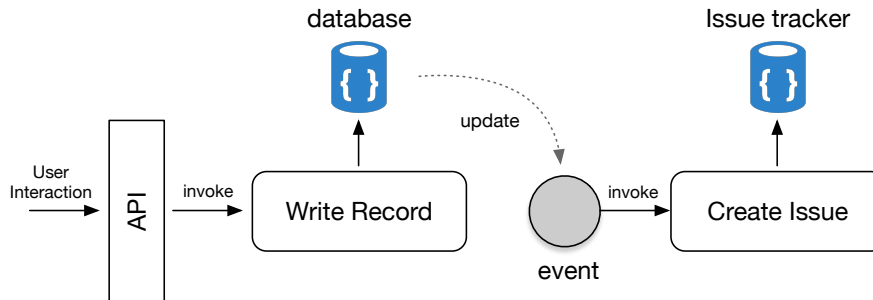 database
Issue tracker
{ }
{ }
update
User
Interaction
API
invoke
Write Record
invoke
Create Issue
event